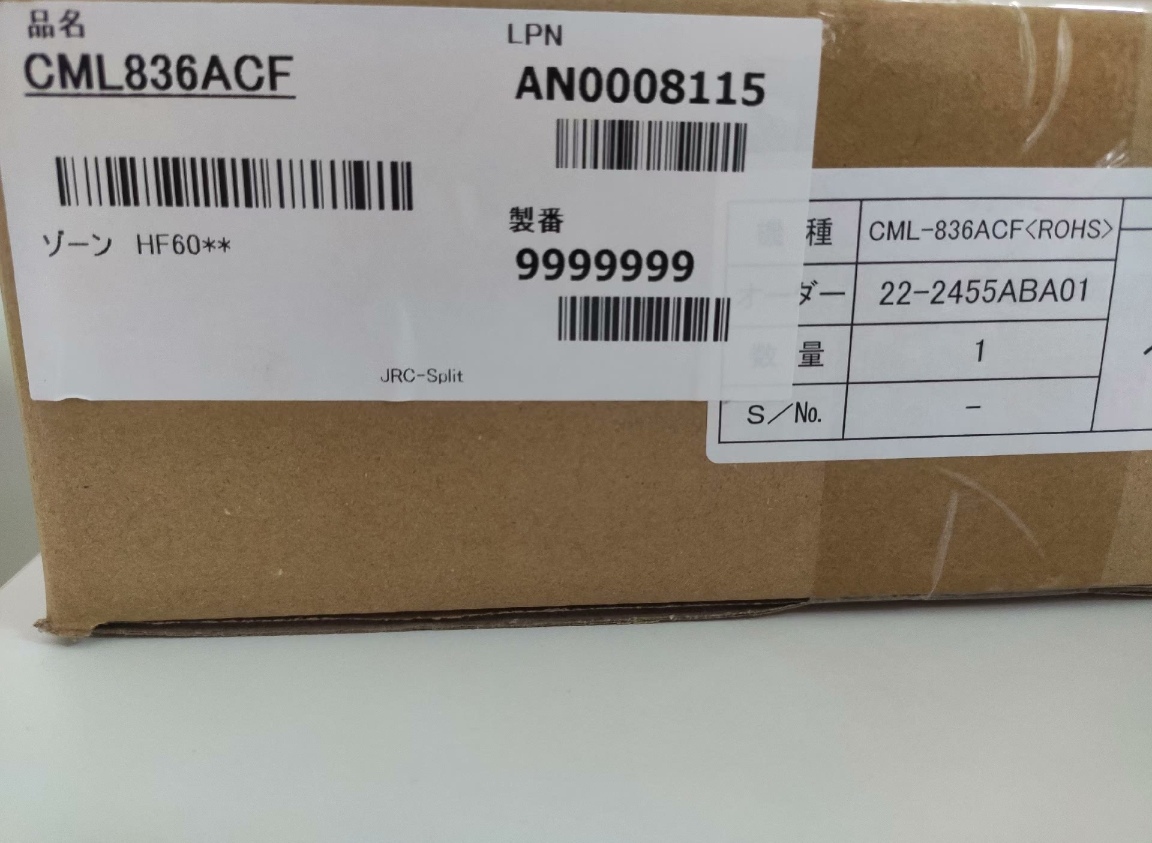 品名
CML836ACF
ゾーン HF60**
LPN
AN0008115
製番
9999999
JRC-Split
機種 CML-836ACF<ROHS>
オーダー 22-2455ABA01
数量 1
S/No. -